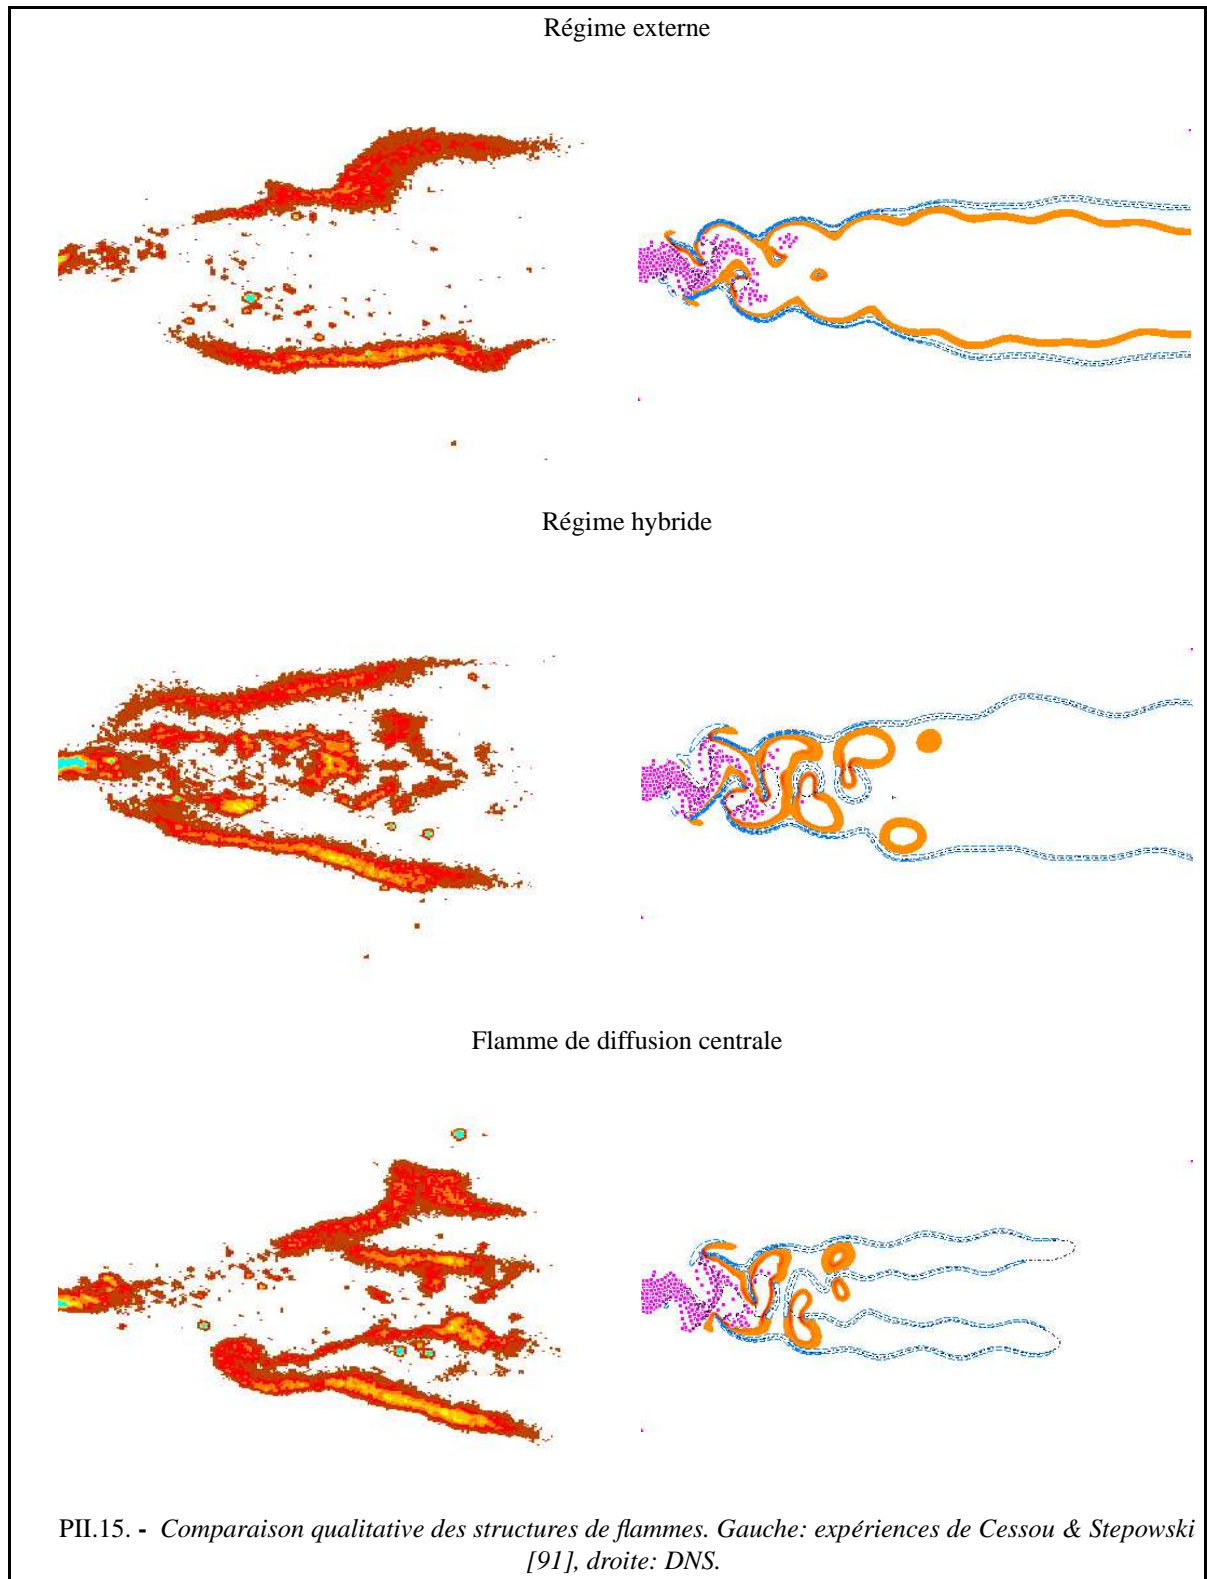 Régime externe
Régime hybride
Flamme de diffusion centrale
PII.15. - Comparaison qualitative des structures de flammes. Gauche: expériences de Cessou & Stepowski
[91], droite: DNS.